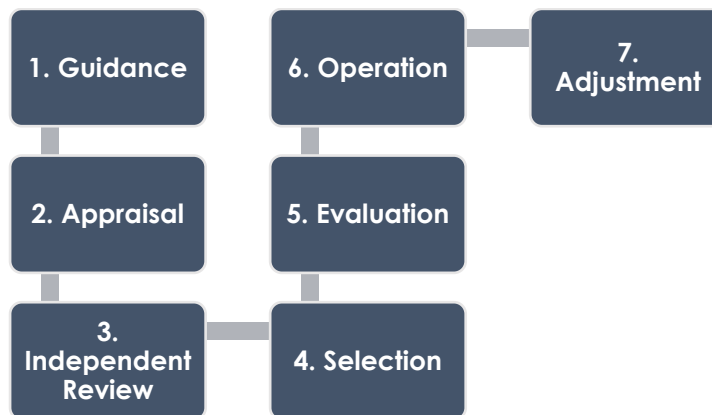 1. Guidance
2. Appraisal
3.
Independent
Review
4. Selection
5. Evaluation
6. Operation
7.
Adjustment